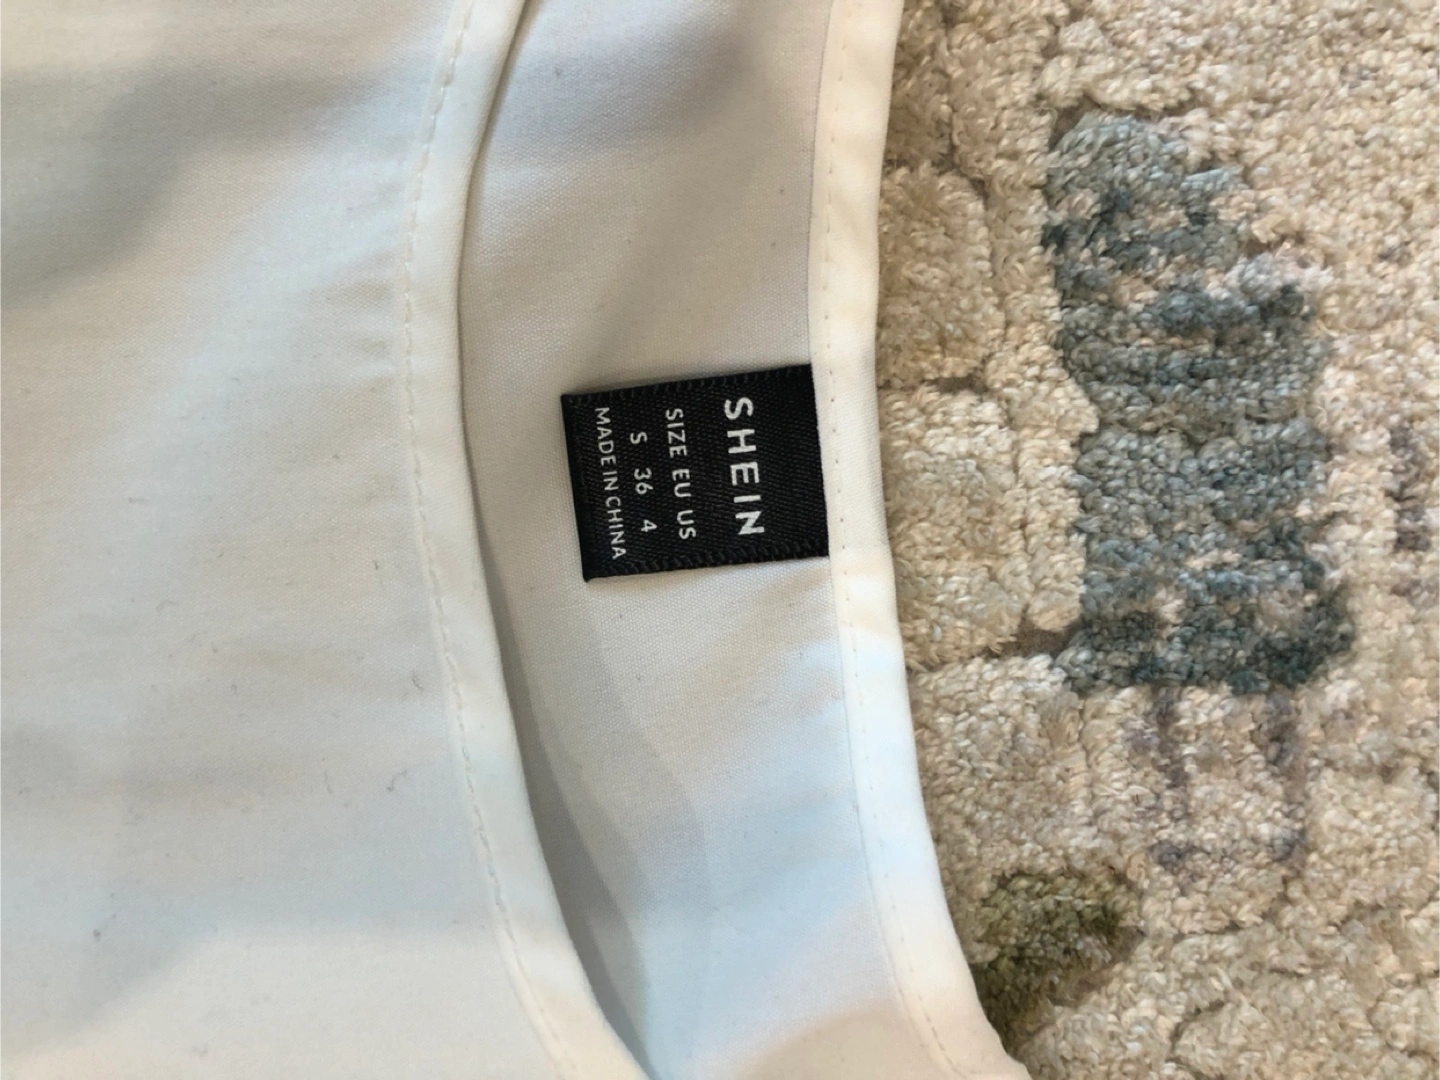 SHEIN
SIZE EU US
S 36 4
MADE IN CHINA